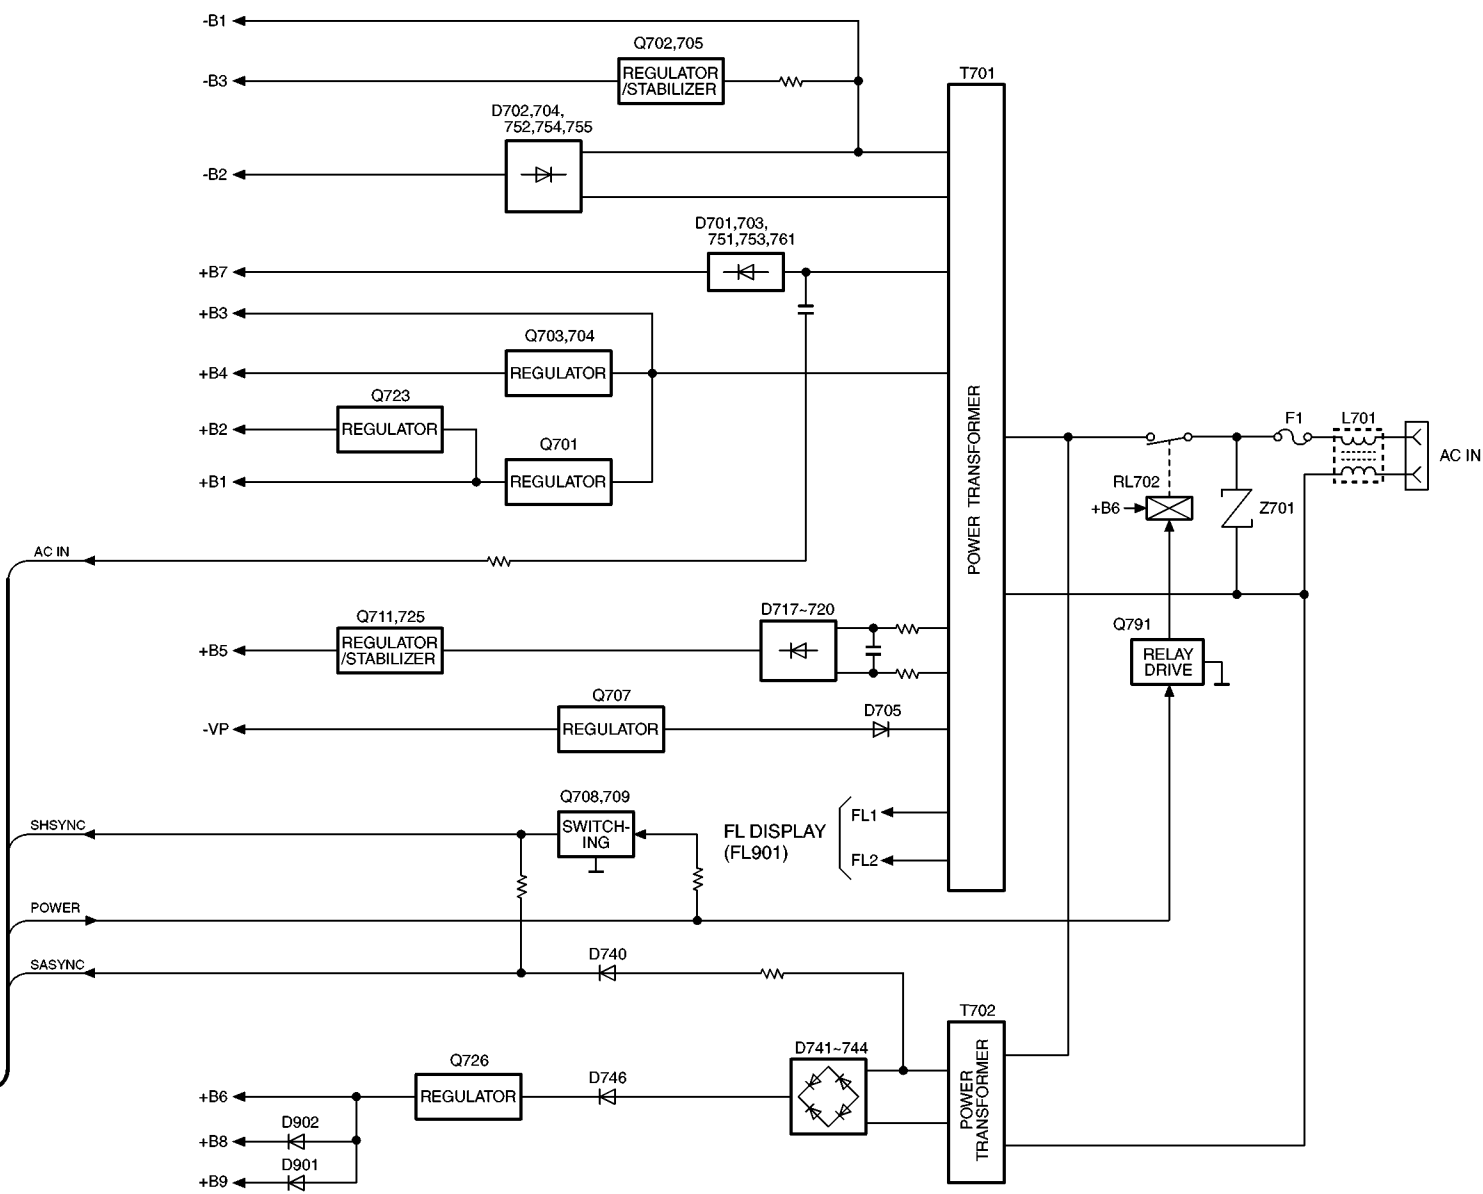 -B1
Q702,705
-B3
REGULATOR
/STABILIZER
T701
D702,704,
752,754,755
-B2
D701,703,
751,753,761
+B7
+B3
Q703,704
+B4
REGULATOR
Q723
+B2
REGULATOR
Q701
+B1
REGULATOR
POWER TRANSFORMER
F1
L701
AC IN
RL702
+B6
Z701
AC IN
Q711,725
D717~720
+B5
REGULATOR
/STABILIZER
Q791
RELAY
DRIVE
Q707
D705
-VP
REGULATOR
Q708,709
SHSYNC
SWITCH-
ING
FL DISPLAY
(FL901)
FL1
FL2
POWER
SASYNC
D740
T702
Q726
D746
D741~744
+B6
REGULATOR
POWER
TRANSFORMER
D902
+B8
D901
+B9